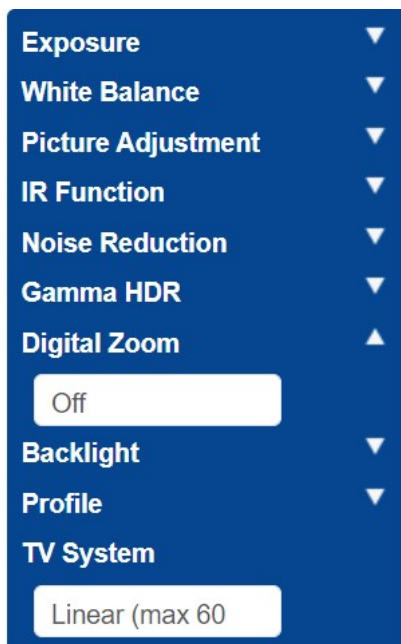 Exposure
White Balance
Picture Adjustment
IR Function
Noise Reduction
Gamma HDR
Digital Zoom
Off
Backlight
Profile
TV System
Linear (max 60